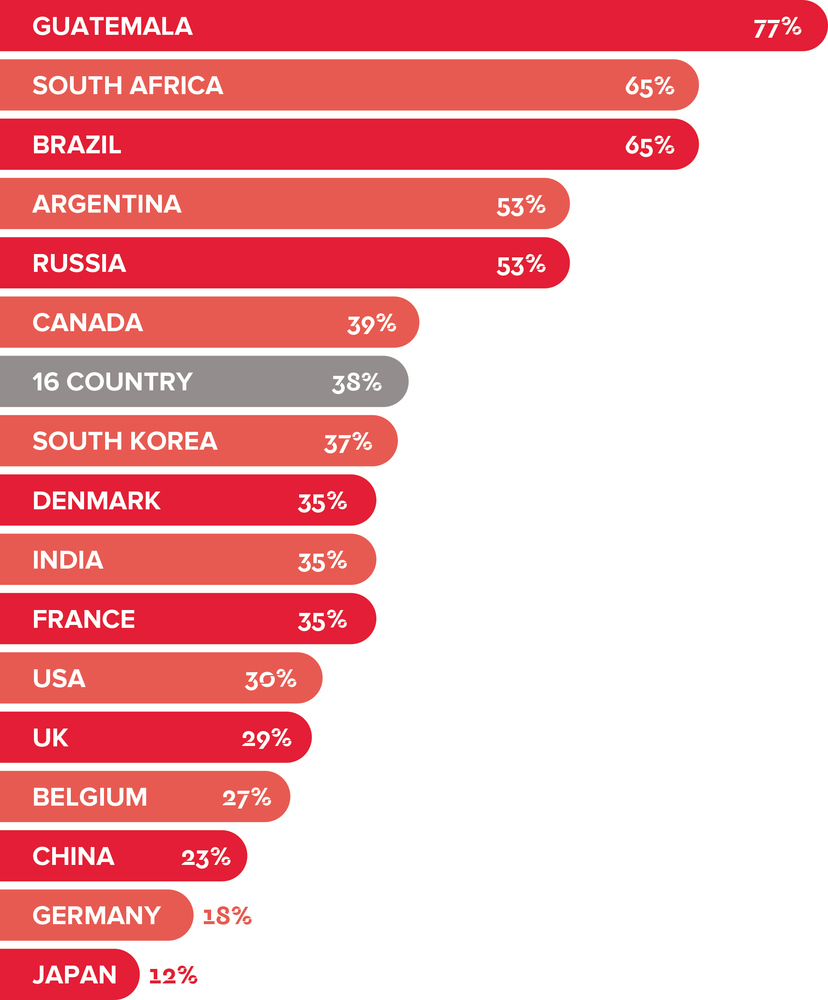 GUATEMALA 77%
SOUTH AFRICA 65%
BRAZIL 65%
ARGENTINA 53%
RUSSIA 53%
CANADA 39%
16 COUNTRY 38%
SOUTH KOREA 37%
DENMARK 35%
INDIA 35%
FRANCE 35%
USA 30%
UK 29%
BELGIUM 27%
CHINA 23%
GERMANY 18%
JAPAN 12%